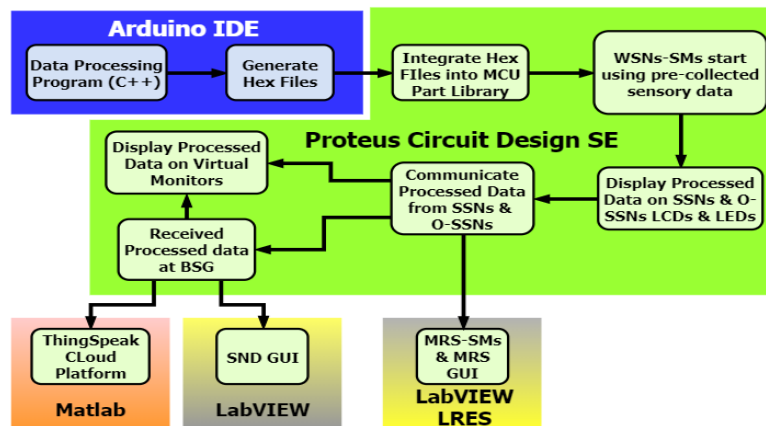 Arduino IDE
Data Processing
Program (C++)
Generate
Hex Files
Integrate Hex
FIles into MCU
Part Library
WSNs-SMs start
using pre-collected
sensory data
Proteus Circuit Design SE
Display Processed
Data on Virtual
Monitors
Communicate
Processed Data
from SSNs &
O-SSNs
Display Processed
Data on SSNs & O-
SSNs LCDs & LEDs
Received
Processed data
at BSG
ThingSpeak
CLoud
Platform
Matlab
SND GUI
LabVIEW
MRS-SMs
& MRS
GUI
LabVIEW
LRES